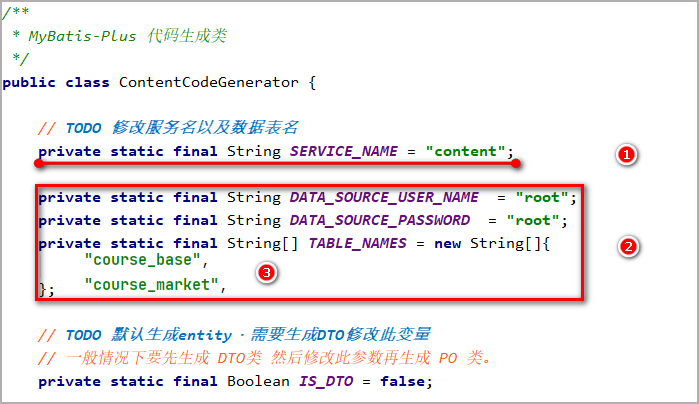 /**
 * MyBatis-Plus 代码生成类
 */
public class ContentCodeGenerator {
// TODO 修改服务名以及数据表名
private static final String SERVICE_NAME = "content";
1
private static final String DATA_SOURCE_USER_NAME  = "root";
private static final String DATA_SOURCE_PASSWORD  = "root";
private static final String[] TABLE_NAMES = new String[]{
2
"course_base",
3
"course_market",
};
// TODO 默认生成entity，需要生成DTO修改此变量
// 一般情况下要先生成 DTO类 然后修改此参数再生成 PO 类。
private static final Boolean IS_DTO = false;